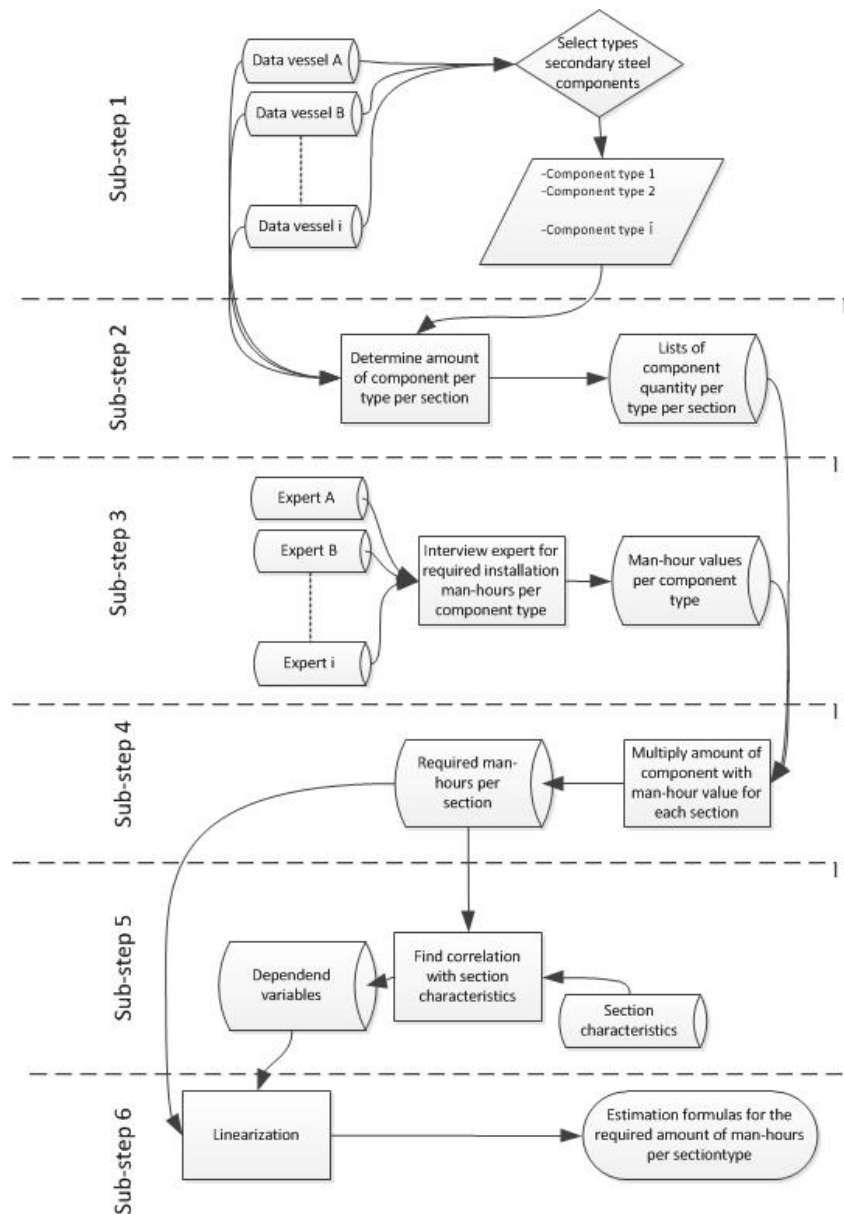 Sub-step 1
Data vessel A
Data vessel B
Data vessel i
Select types
secondary steel
components
-Component type 1
-Component type 2
-Component type i
Sub-step 2
Determine amount
of component per
type per section
Lists of
component
quantity per
type per section
Sub-step 3
Expert A
Expert B
Expert i
Interview expert for
required installation
man-hours per
component type
Man-hour values
per component
type
Sub-step 4
Required man-
hours per
section
Multiply amount of
component with
man-hour value for
each section
Sub-step 5
Dependend
variables
Find correlation
with section
characteristics
Section
characteristics
Sub-step 6
Linearization
Estimation formulas for the
required amount of man-hours
per sectiontype